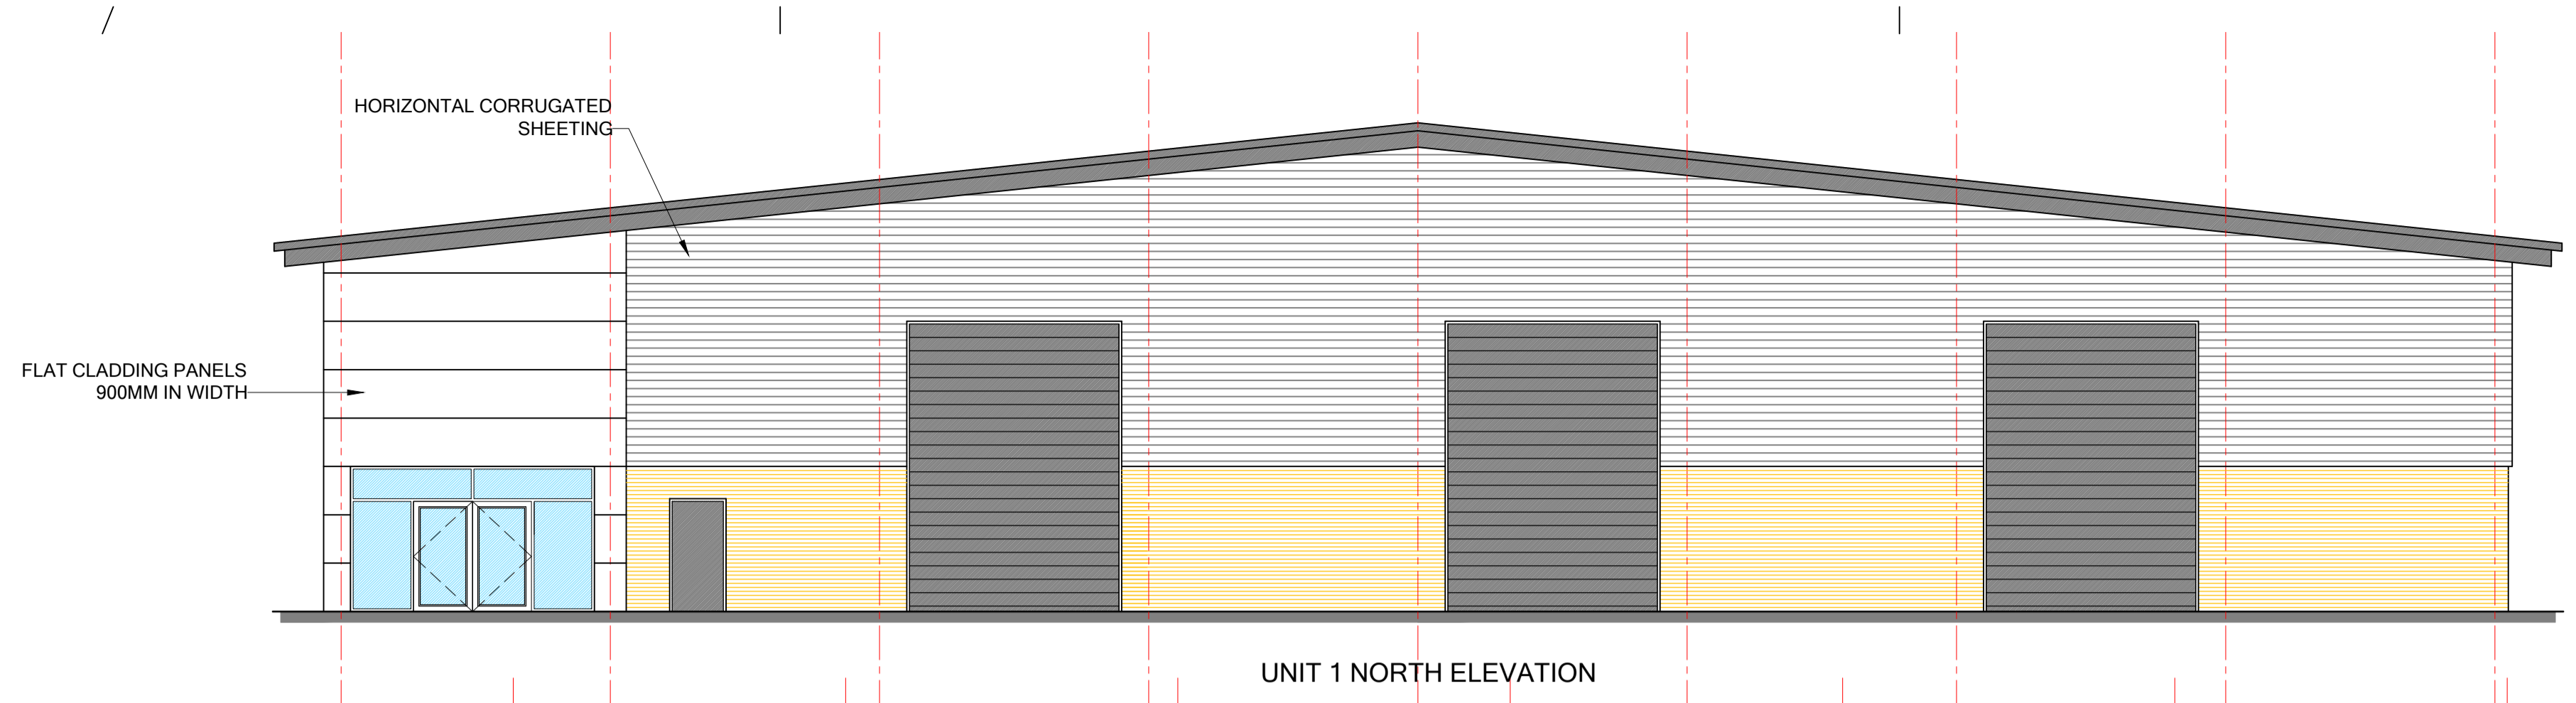 HORIZONTAL CORRUGATED
SHEETING
FLAT CLADDING PANELS
900MM IN WIDTH
UNIT 1 NORTH ELEVATION